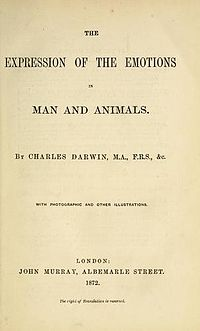 THE
EXPRESSION OF THE EMOTIONS
IN
MAN AND ANIMALS.
BY CHARLES DARWIN, M.A., F.R.S., &c.
WITH PHOTOGRAPHIC AND OTHER ILLUSTRATIONS.
LONDON:
JOHN MURRAY, ALBEMARLE STREET.
1872.
The right of Translation is reserved.